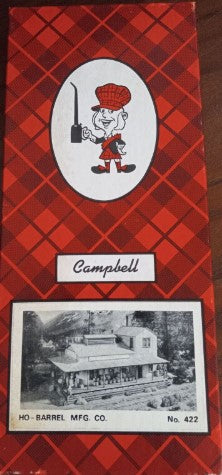 Campbell
HO-BARREL MFG. CO. No. 422